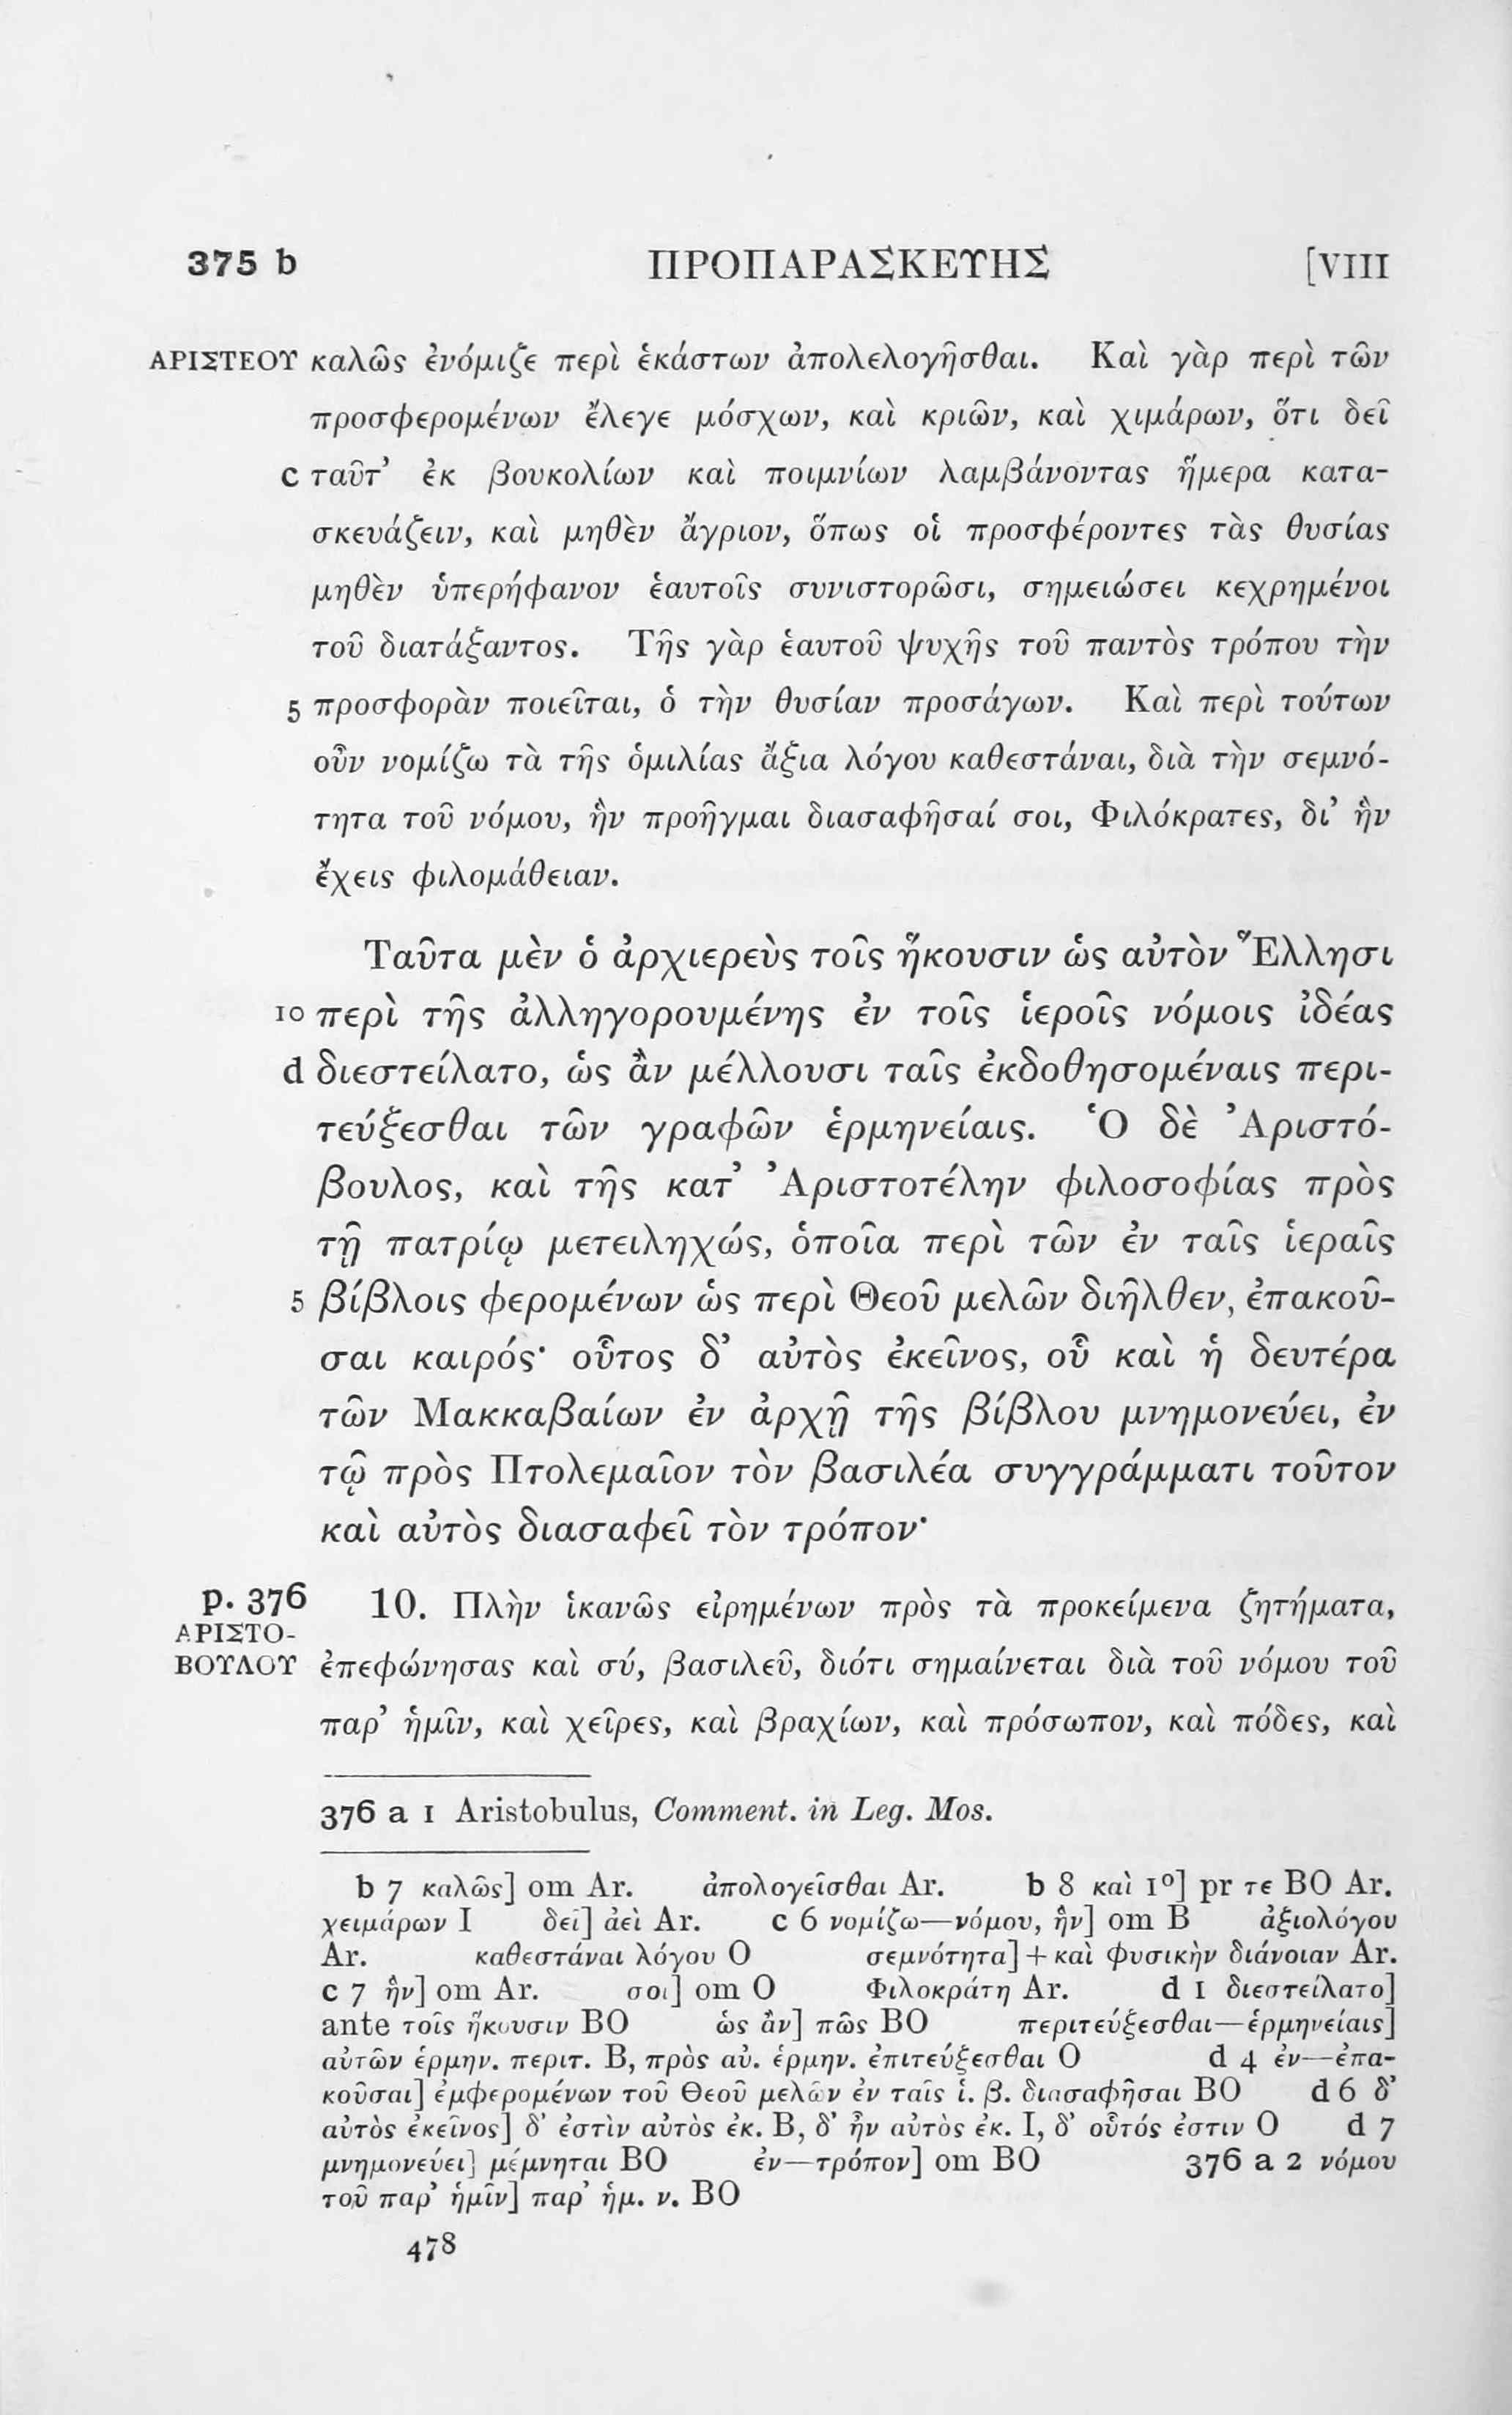 375 b ΠΡΟΠΑΡΑΣΚΕΥΗΣ [VIII
ΑΡΙΣΤΕΟΥ καλῶς ἐνόμιζε περὶ ἑκάστων ἀπολελογῆσθαι. Καὶ γὰρ περὶ τῶν
προσφερομένων ἔλεγε μόσχων, καὶ κριῶν, καὶ χιμάρων, ὅτι δεῖ
c ταῦτ’ ἐκ βουκολίων καὶ ποιμνίων λαμβάνοντας ἥμερα κατα-
σκευάζειν, καὶ μηθὲν ἄγριον, ὅπως οἱ προσφέροντες τὰς θυσίας
μηθὲν ὑπερήφανον ἑαυτοῖς συνιστορῶσι, σημειώσει κεχρημένοι
τοῦ διατάξαντος. Τῆς γὰρ ἑαυτοῦ ψυχῆς τοῦ παντὸς τρόπου τὴν
5 προσφορὰν ποιεῖται, ὁ τὴν θυσίαν προσάγων. Καὶ περὶ τούτων
οὖν νομίζω τὰ τῆς ὁμιλίας ἄξια λόγου καθεστάναι, διὰ τὴν σεμνό-
τητα τοῦ νόμου, ἣν προῆγμαι διασαφῆσαί σοι, Φιλόκρατες, δι’ ἣν
ἔχεις φιλομάθειαν.
Ταῦτα μὲν ὁ ἀρχιερεὺς τοῖς ἥκουσιν ὡς αὐτὸν Ἕλλησι
10 περὶ τῆς ἀλληγορουμένης ἐν τοῖς ἱεροῖς νόμοις ἰδέας
d διεστείλατο, ὡς ἂν μέλλουσι ταῖς ἐκδοθησομέναις περι-
τεύξεσθαι τῶν γραφῶν ἑρμηνείαις. Ὁ δὲ Ἀριστό-
βουλος, καὶ τῆς κατ’ Ἀριστοτέλην φιλοσοφίας πρὸς
τῇ πατρίῳ μετειληχώς, ὁποῖα περὶ τῶν ἐν ταῖς ἱεραῖς
5 βίβλοις φερομένων ὡς περὶ Θεοῦ μελῶν διῆλθεν, ἐπακοῦ-
σαι καιρός· οὗτος δ’ αὐτὸς ἐκεῖνος, οὗ καὶ ἡ δευτέρα
τῶν Μακκαβαίων ἐν ἀρχῇ τῆς βίβλου μνημονεύει, ἐν
τῷ πρὸς Πτολεμαῖον τὸν βασιλέα συγγράμματι τοῦτον
καὶ αὐτὸς διασαφεῖ τὸν τρόπον·
p. 376 10. Πλὴν ἱκανῶς εἰρημένων πρὸς τὰ προκείμενα ζητήματα,
ΑΡΙΣΤΟ-
ΒΟΥΛΟΥ ἐπεφώνησας καὶ σύ, βασιλεῦ, διότι σημαίνεται διὰ τοῦ νόμου τοῦ
παρ’ ἡμῖν, καὶ χεῖρες, καὶ βραχίων, καὶ πρόσωπον, καὶ πόδες, καὶ
376 a 1 Aristobulus, Comment. in Leg. Mos.
b 7 καλῶς] om Ar. ἀπολογεῖσθαι Ar. b 8 καὶ 1º] pr τε BO Ar.
χειμάρων I δεῖ] ἀεὶ Ar. c 6 νομίζω—νόμου, ἣν] om B ἀξιολόγου
Ar. καθεστάναι λόγου O σεμνότητα] + καὶ φυσικὴν διάνοιαν Ar.
c 7 ἣν] om Ar. σοι] om O Φιλοκράτη Ar. d 1 διεστείλατο]
ante τοῖς ἥκουσιν BO ὡς ἂν] πῶς BO περιτεύξεσθαι—ἑρμηνείαις]
αὐτῶν ἑρμην. περιτ. B, πρὸς αὐ. ἑρμην. ἐπιτεύξεσθαι O d 4 ἐν—ἐπα-
κοῦσαι] ἐμφερομένων τοῦ Θεοῦ μελῶν ἐν ταῖς ἱ. β. διασαφῆσαι BO d 6 δ’
αὐτὸς ἐκεῖνος] δ’ ἐστὶν αὐτὸς ἐκ. B, δ’ ἦν αὐτὸς ἐκ. I, δ’ οὗτός ἐστιν O d 7
μνημονεύει] μέμνηται BO ἐν—τρόπον] om BO 376 a 2 νόμου
τοῦ παρ’ ἡμῖν] παρ’ ἡμ. ν. BO
478